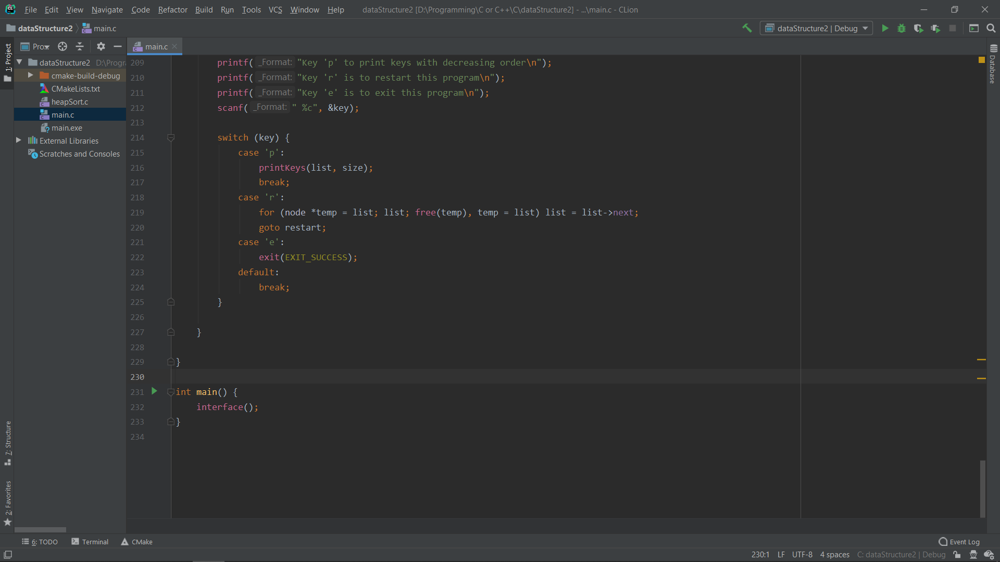 File Edit View Navigate Code Refactor Build Run Tools VCS Window Help dataStructure2 [D:\Programming\C or C++\C\dataStructure2] - ...\main.c - CLion
dataStructure2 main.c dataStructure2 | Debug
1: Project
Pro...
main.c
dataStructure2 D:\Progr
cmake-build-debug
CMakeLists.txt
heapSort.c
main.c
main.exe
External Libraries
Scratches and Consoles
209 printf( _Format: "Key 'p' to print keys with decreasing order\n");
210 printf( _Format: "Key 'r' is to restart this program\n");
211 printf( _Format: "Key 'e' is to exit this program\n");
212 scanf( _Format: " %c", &key);
213
214 switch (key) {
215 case 'p':
216 printKeys(list, size);
217 break;
218 case 'r':
219 for (node *temp = list; list; free(temp), temp = list) list = list->next;
220 goto restart;
221 case 'e':
222 exit(EXIT_SUCCESS);
223 default:
224 break;
225 }
226
227 }
228
229 }
230
231 int main() {
232 interface();
233 }
234
Database
7: Structure
2: Favorites
6: TODO Terminal CMake Event Log
230:1 LF UTF-8 4 spaces C: dataStructure2 | Debug